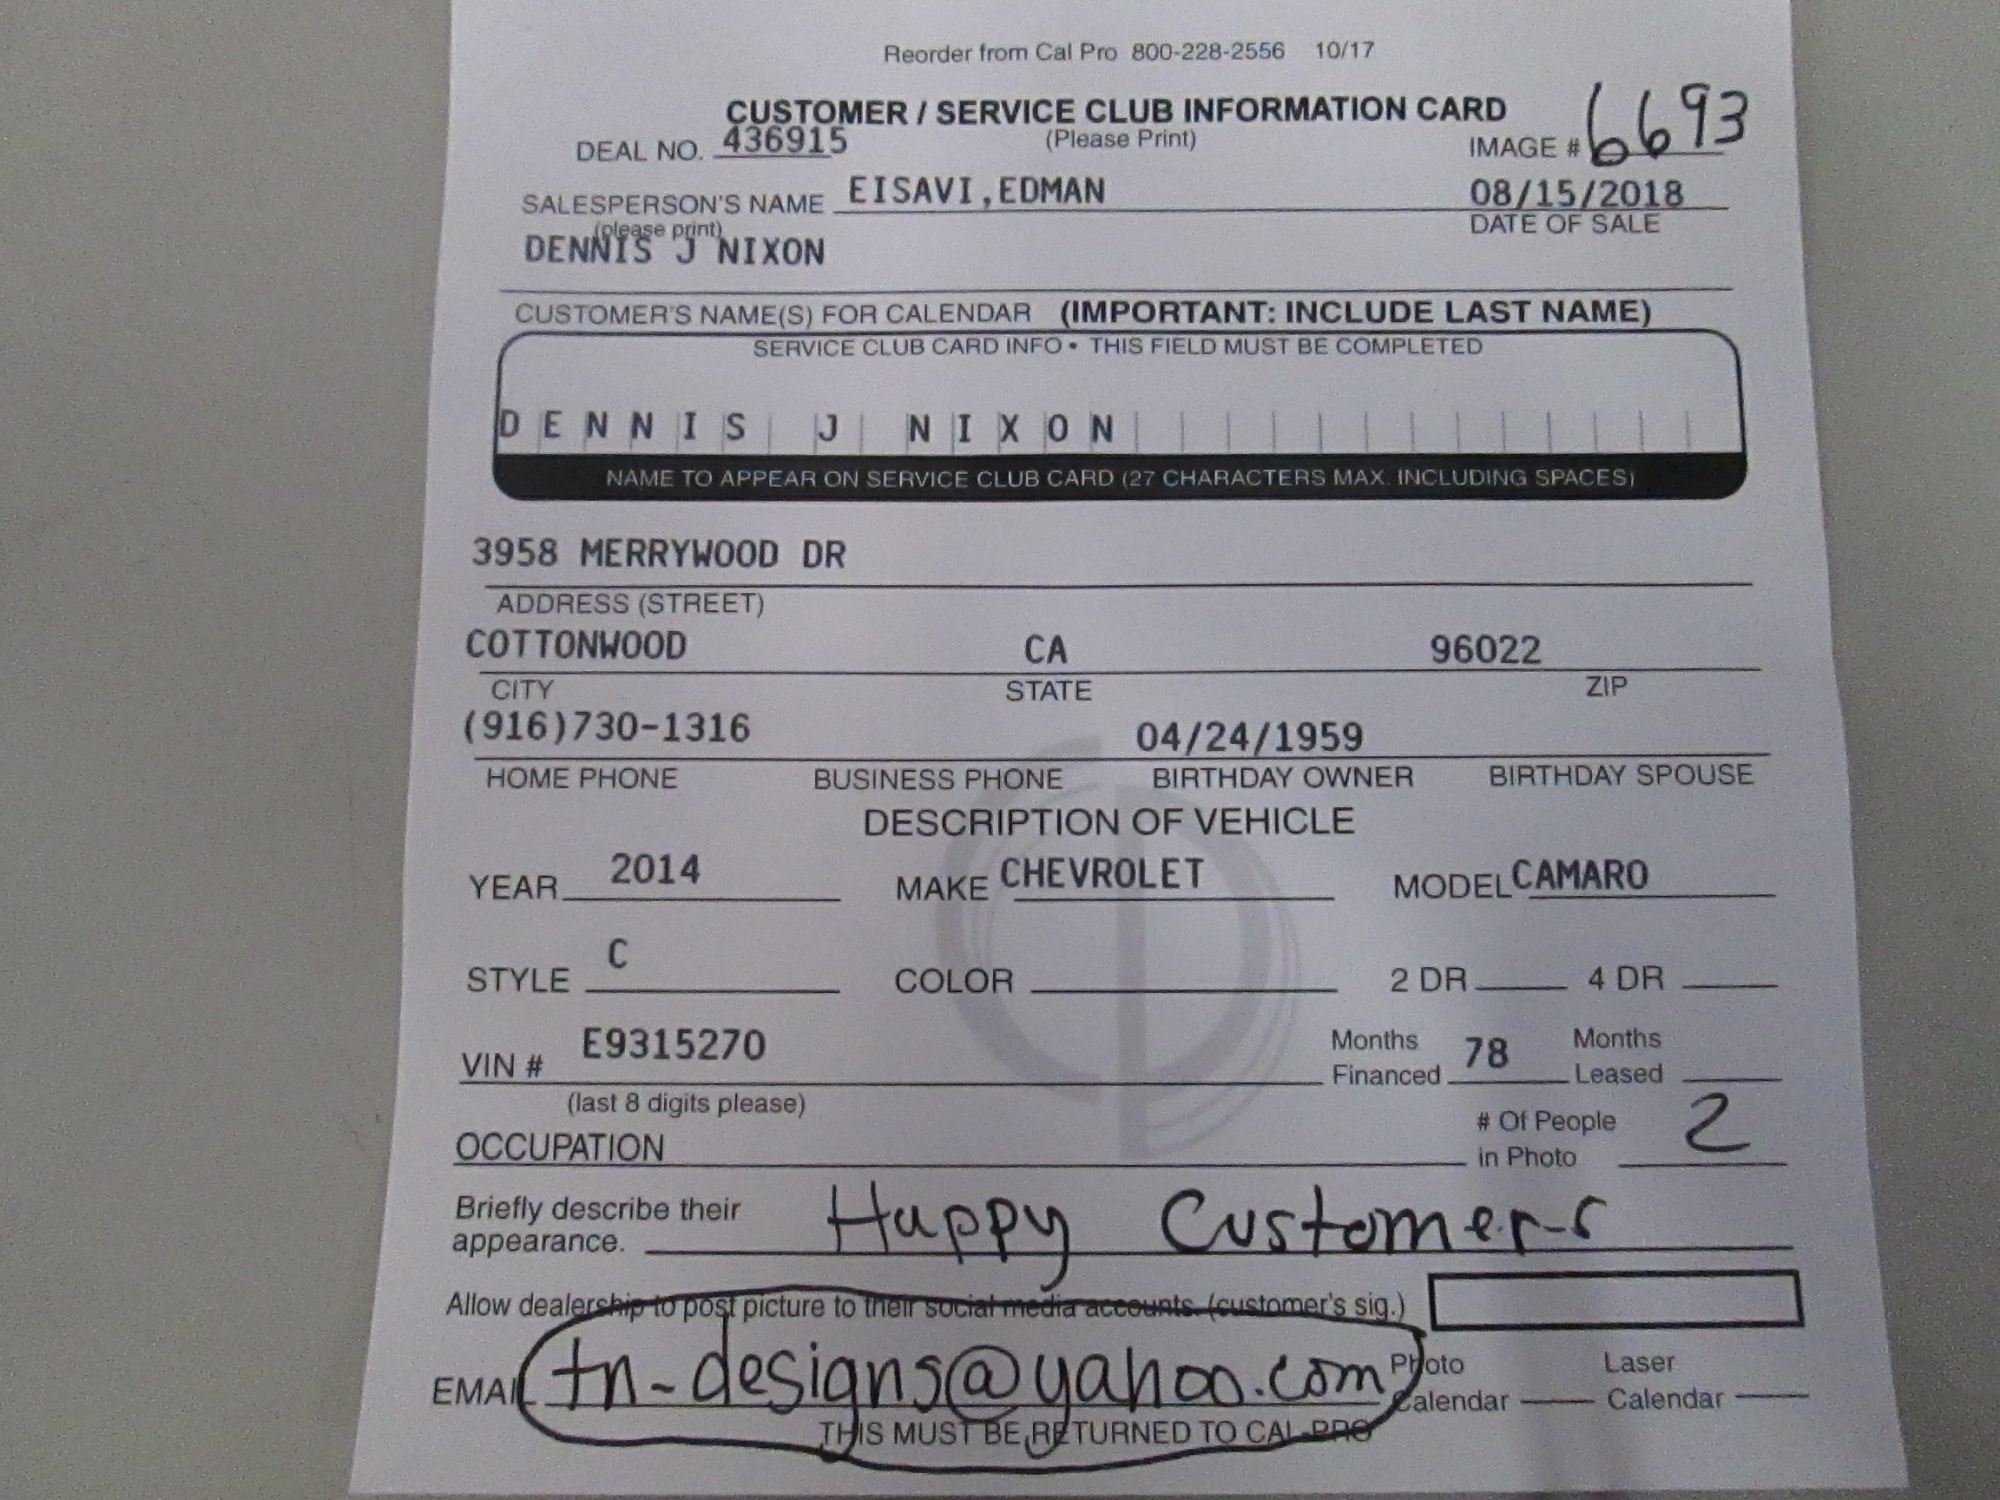 Reorder from Cal Pro 800-228-2556 10/17
CUSTOMER / SERVICE CLUB INFORMATION CARD
(Please Print)
DEAL NO. 436915
IMAGE # 6693
SALESPERSON'S NAME EISAVI,EDMAN
(please print)
08/15/2018
DATE OF SALE
DENNIS J NIXON
CUSTOMER'S NAME(S) FOR CALENDAR (IMPORTANT: INCLUDE LAST NAME)
SERVICE CLUB CARD INFO • THIS FIELD MUST BE COMPLETED
DENNIS J NIXON
NAME TO APPEAR ON SERVICE CLUB CARD (27 CHARACTERS MAX. INCLUDING SPACES)
3958 MERRYWOOD DR
ADDRESS (STREET)
COTTONWOOD CA 96022
CITY STATE ZIP
(916)730-1316 04/24/1959
HOME PHONE BUSINESS PHONE BIRTHDAY OWNER BIRTHDAY SPOUSE
DESCRIPTION OF VEHICLE
YEAR 2014 MAKE CHEVROLET MODEL CAMARO
STYLE C COLOR 2 DR 4 DR
VIN # E9315270
(last 8 digits please)
Months Financed 78
Months Leased
OCCUPATION
# Of People in Photo 2
Briefly describe their
appearance. Happy Customers
Allow dealership to post picture to their social media accounts. (customer's sig.)
EMAIL tn-designs@yahoo.com
Photo Calendar
Laser Calendar
THIS MUST BE RETURNED TO CAL-PRO